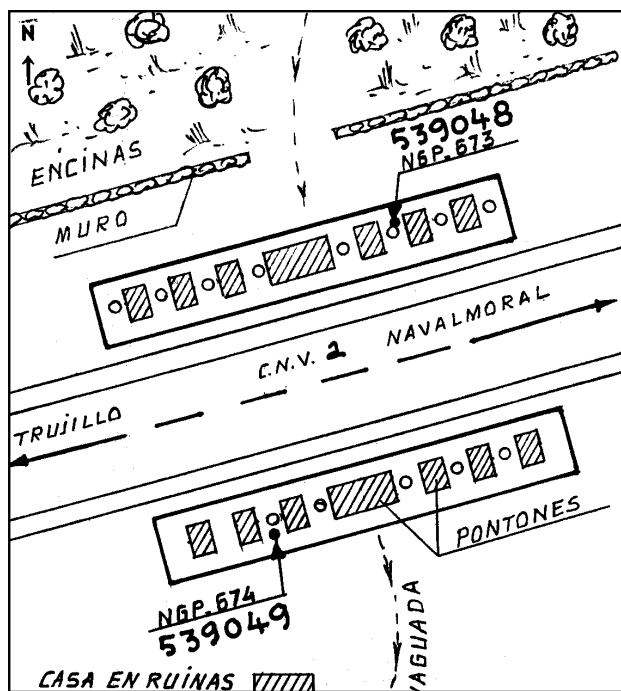 N
ENCINAS
539048
NGP.673
MURO
C.N.V. 2 NAVALMORAL
TRUJILLO
PONTONES
NGP.674
539049
VAGUADA
CASA EN RUINAS